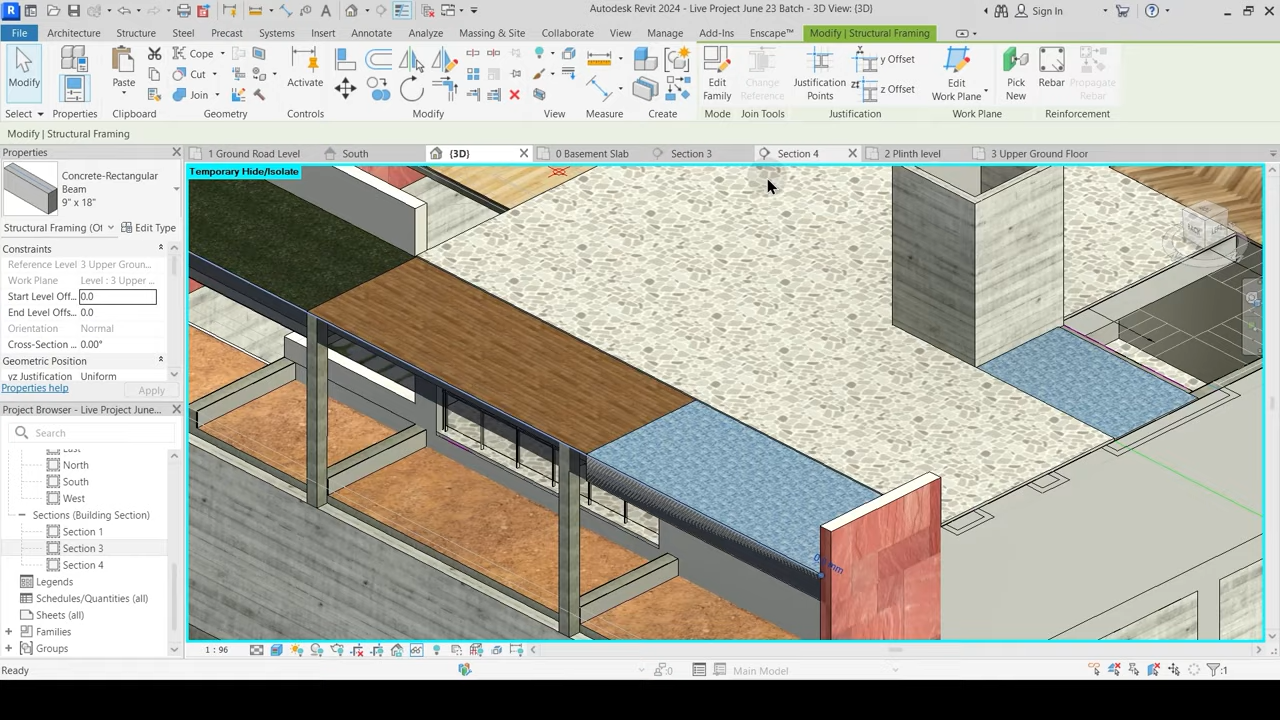 Autodesk Revit 2024 - Live Project June 23 Batch - 3D View: {3D}
Sign In
File Architecture Structure Steel Precast Systems Insert Annotate Analyze Massing & Site Collaborate View Manage Add-Ins Enscape™ Modify | Structural Framing
Modify Paste Cope Cut Join Activate Edit Family Change Reference Justification Points y Offset z Offset Edit Work Plane Pick New Rebar Propagate Rebar
Select Properties Clipboard Geometry Controls Modify View Measure Create Mode Join Tools Justification Work Plane Reinforcement
Modify | Structural Framing
Properties
1 Ground Road Level South {3D} 0 Basement Slab Section 3 Section 4 2 Plinth level 3 Upper Ground Floor
Temporary Hide/Isolate
Concrete-Rectangular
Beam
9" x 18"
Structural Framing (Ot Edit Type
Constraints
Reference Level 3 Upper Groun...
Work Plane Level : 3 Upper ...
Start Level Off... 0.0
End Level Offs... 0.0
Orientation Normal
Cross-Section ... 0.00°
Geometric Position
yz Justification Uniform
Properties help Apply
Project Browser - Live Project June...
Search
North
South
West
Sections (Building Section)
Section 1
Section 3
Section 4
Legends
Schedules/Quantities (all)
Sheets (all)
Families
Groups
1 : 96
Ready
:0
Main Model
:1